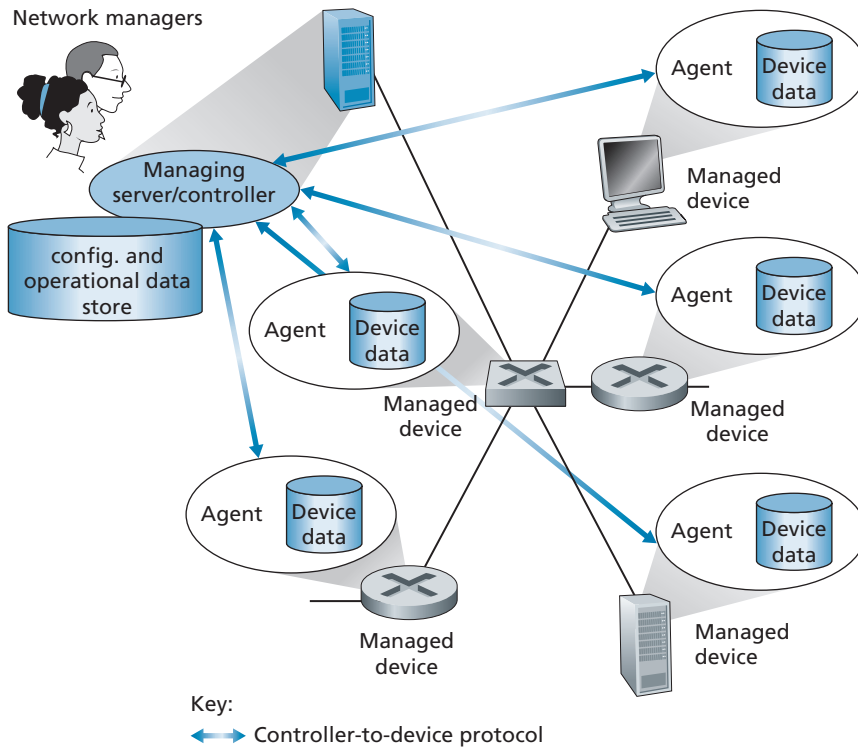 Network managers
Agent
Device
data
Managing
server/controller
Managed
device
config. and
operational data
store
Agent
Device
data
Agent
Device
data
Managed
device
Managed
device
Agent
Device
data
Agent
Device
data
Managed
device
Managed
device
Key:
Controller-to-device protocol